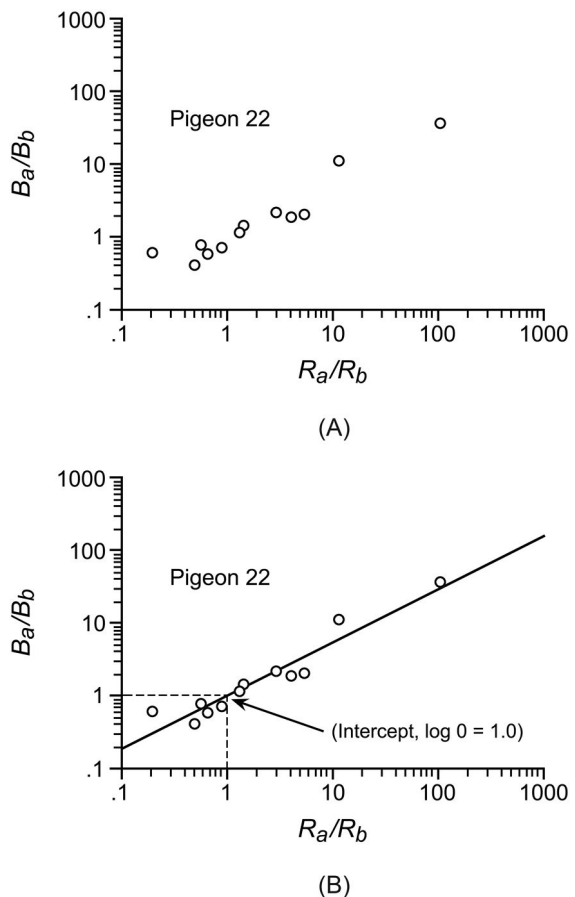 1000
100
10
1
.1
Ba/Bb
Pigeon 22
.1 1 10 100 1000
Ra/Rb
(A)
1000
100
10
1
.1
Ba/Bb
Pigeon 22
(Intercept, log 0 = 1.0)
.1 1 10 100 1000
Ra/Rb
(B)